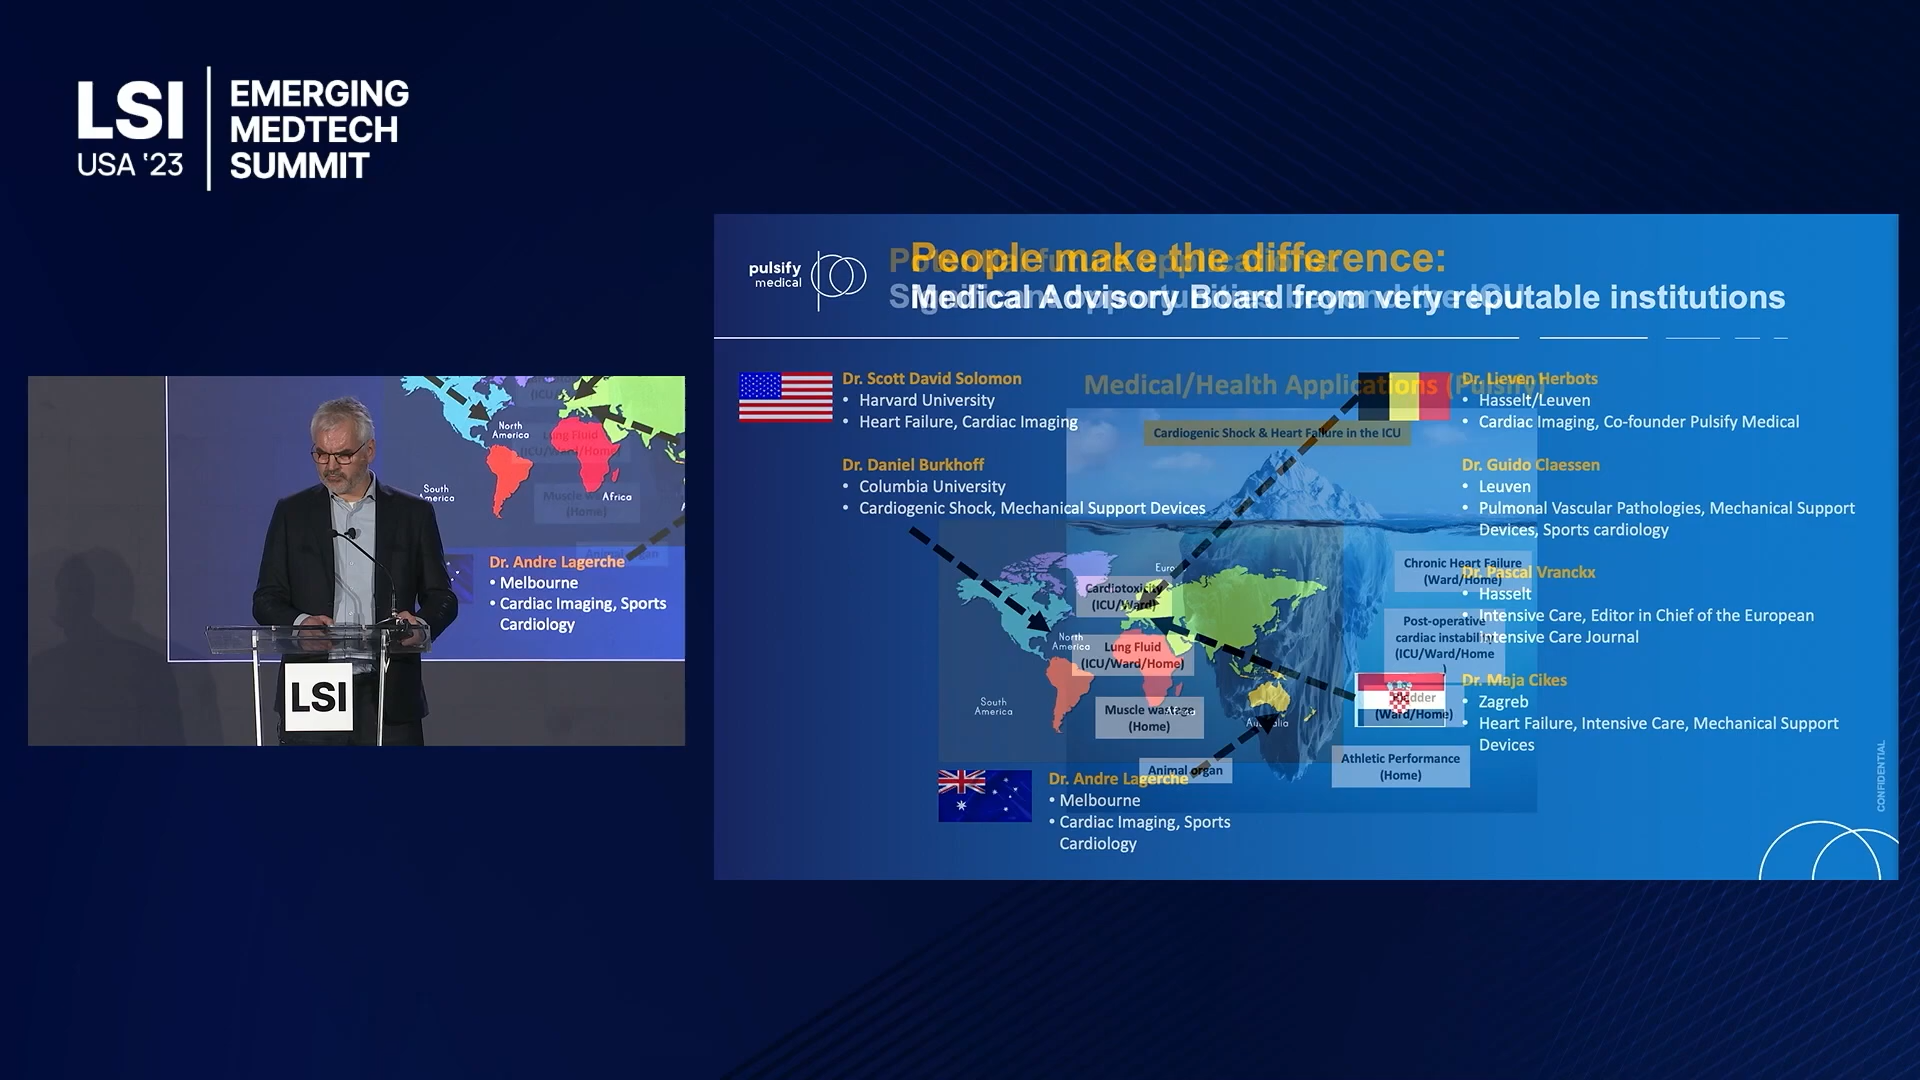 LSI
USA '23
EMERGING
MEDTECH
SUMMIT
North
America
South
America
Africa
Lung Fluid
(ICU/Ward/Home)
(Home)
Dr. Andre Lagerche
• Melbourne
• Cardiac Imaging, Sports
Cardiology
LSI
pulsify
medical
People make the difference:
Medical Advisory Board from very reputable institutions
Significant opportunities beyond the ICU
Medical/Health Applications (Pulsify)
Dr. Scott David Solomon
• Harvard University
• Heart Failure, Cardiac Imaging
Dr. Daniel Burkhoff
• Columbia University
• Cardiogenic Shock, Mechanical Support Devices
Cardiogenic Shock & Heart Failure in the ICU
Dr. Lieven Herbots
• Hasselt/Leuven
• Cardiac Imaging, Co-founder Pulsify Medical
Dr. Guido Claessen
• Leuven
• Pulmonal Vascular Pathologies, Mechanical Support
Devices, Sports cardiology
Dr. Pascal Vranckx
• Hasselt
• Intensive Care, Editor in Chief of the European
Intensive Care Journal
Dr. Maja Cikes
• Zagreb
• Heart Failure, Intensive Care, Mechanical Support
Devices
Chronic Heart Failure
(Ward/Home)
Post-operative
cardiac instability
(ICU/Ward/Home
)
(Ward/Home)
Athletic Performance
(Home)
Cardiotoxicity
(ICU/Ward)
Lung Fluid
(ICU/Ward/Home)
Muscle wastage
(Home)
Animal organ
North
America
South
America
Africa
Australia
Dr. Andre Lagerche
• Melbourne
• Cardiac Imaging, Sports
Cardiology
CONFIDENTIAL